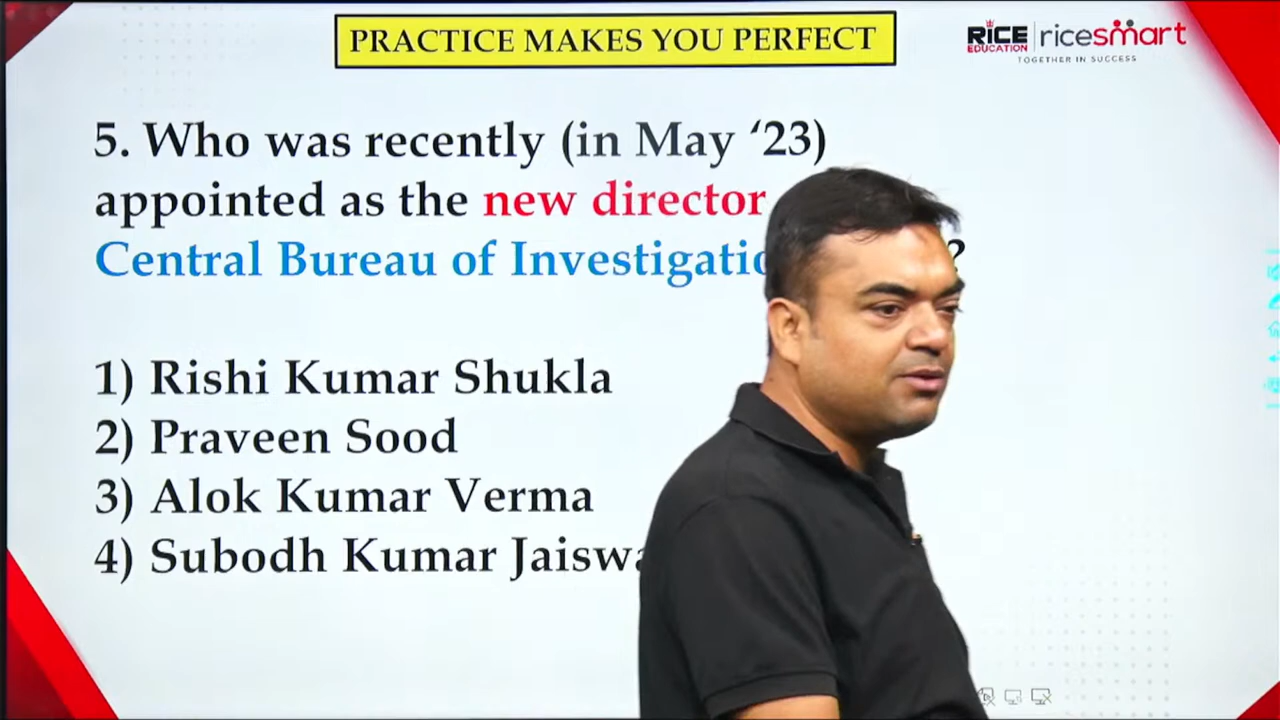 PRACTICE MAKES YOU PERFECT
RICE
EDUCATION
ricesmart
TOGETHER IN SUCCESS
5. Who was recently (in May ‘23)
appointed as the new director
Central Bureau of ?
1) Rishi Kumar Shukla
2) Praveen Sood
3) Alok Kumar Verma
4) Subodh Kumar